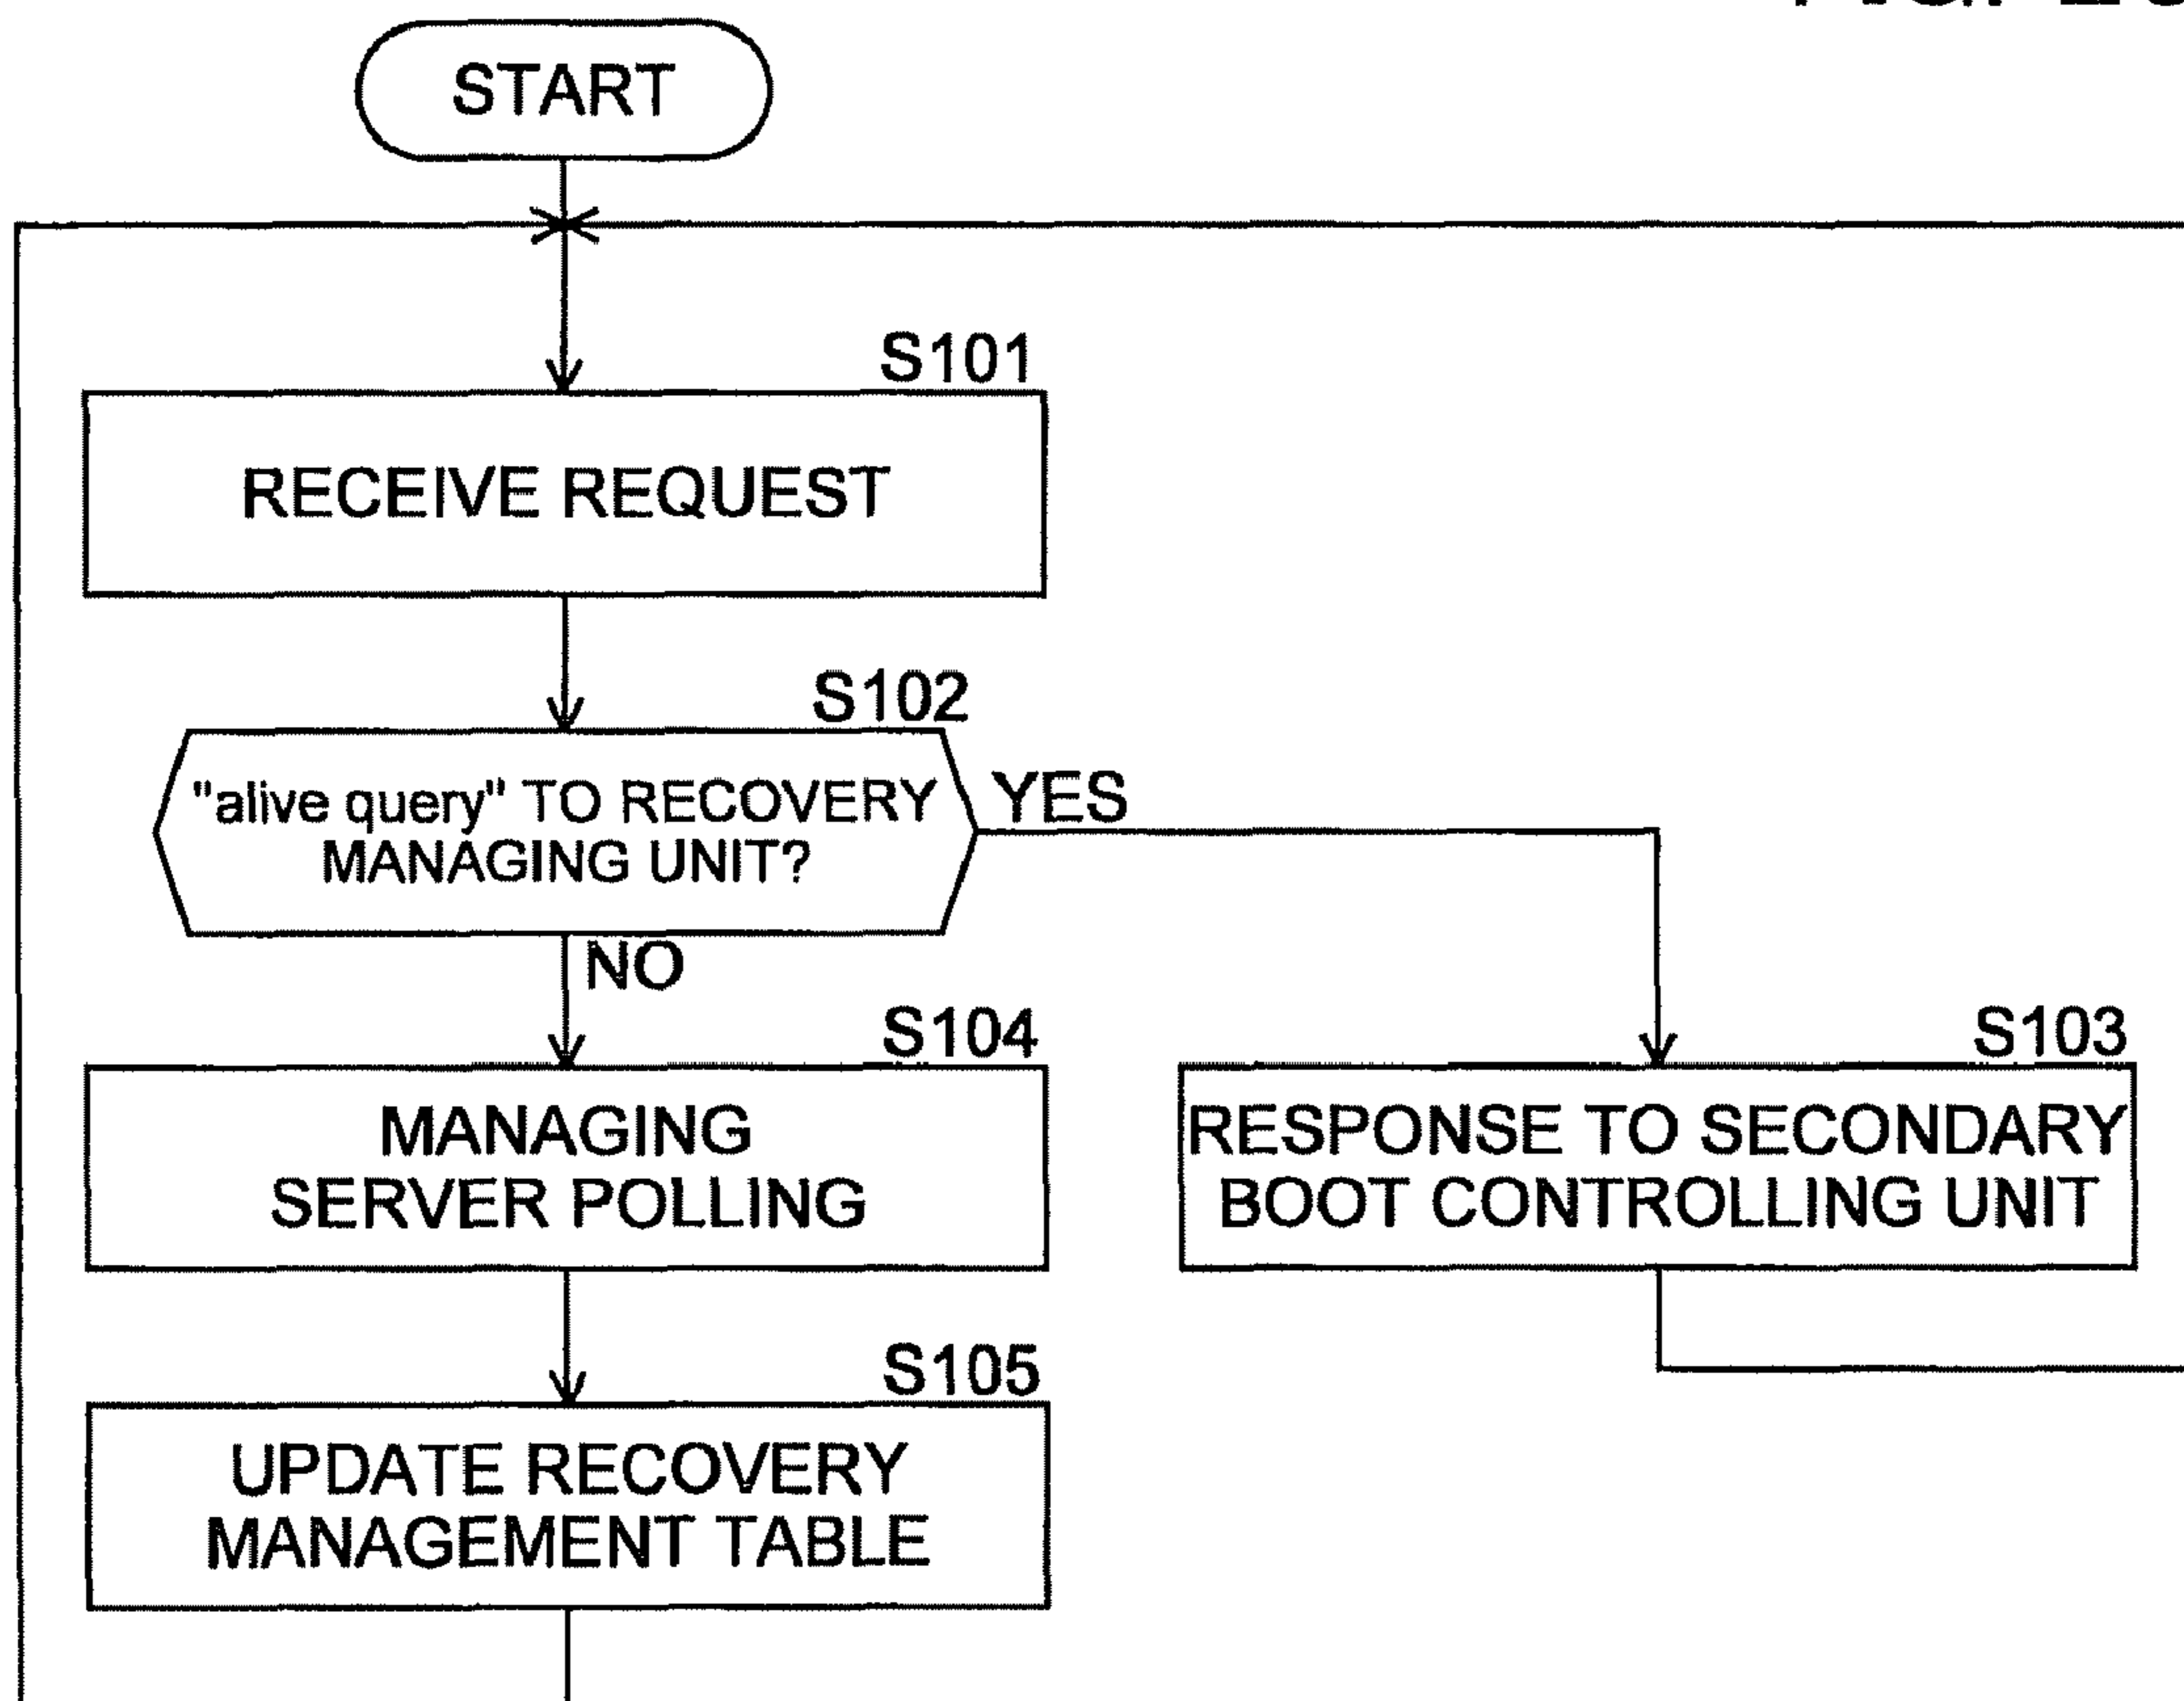 START
S101
RECEIVE REQUEST
S102
"alive query" TO RECOVERY
MANAGING UNIT?
YES
NO
S104
MANAGING
SERVER POLLING
S103
RESPONSE TO SECONDARY
BOOT CONTROLLING UNIT
S105
UPDATE RECOVERY
MANAGEMENT TABLE